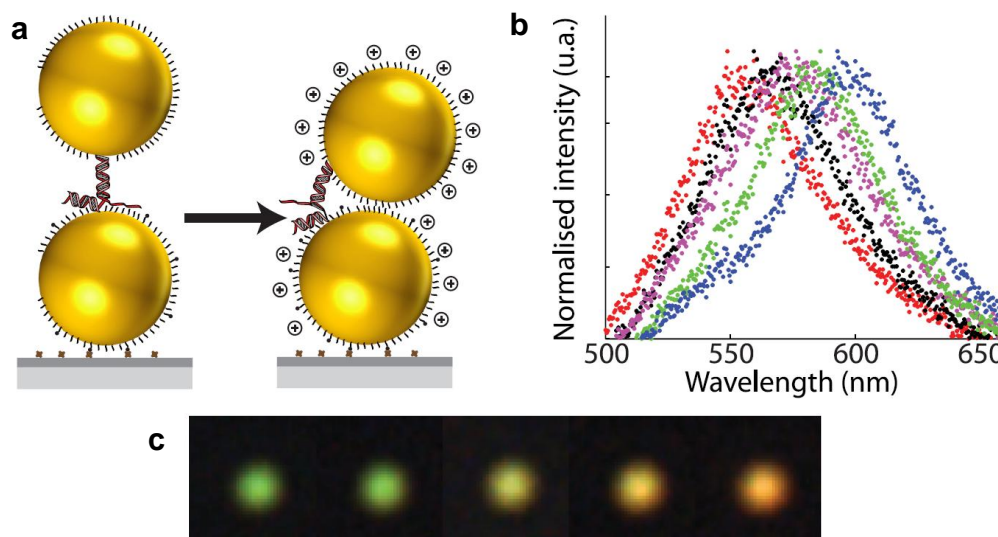 a
b
Normalised intensity (u.a.)
500
550
600
650
Wavelength (nm)
c